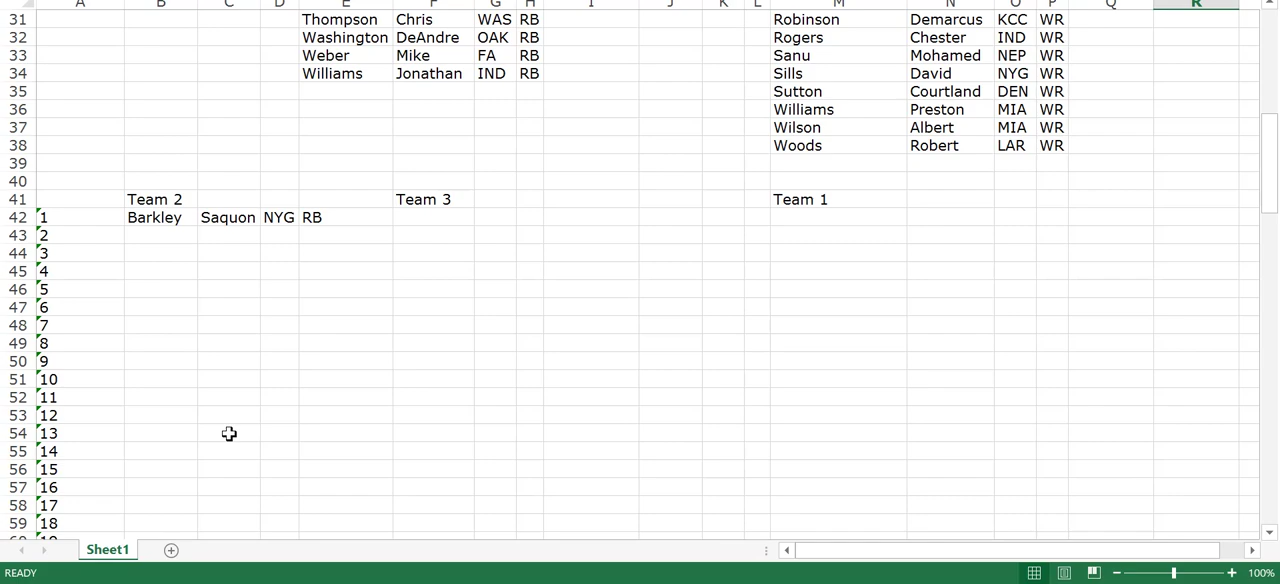 E F G H I J K L M N O P Q R
31 Thompson Chris WAS RB Robinson Demarcus KCC WR
32 Washington DeAndre OAK RB Rogers Chester IND WR
33 Weber Mike FA RB Sanu Mohamed NEP WR
34 Williams Jonathan IND RB Sills David NYG WR
35 Sutton Courtland DEN WR
36 Williams Preston MIA WR
37 Wilson Albert MIA WR
38 Woods Robert LAR WR
39
40
41 Team 2 Team 3 Team 1
42 1 Barkley Saquon NYG RB
43 2
44 3
45 4
46 5
47 6
48 7
49 8
50 9
51 10
52 11
53 12
54 13
55 14
56 15
57 16
58 17
59 18
Sheet1
READY 100%